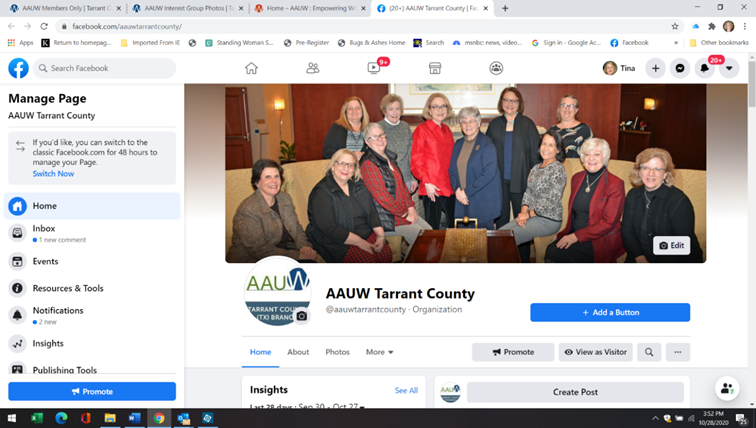 AAUW Members Only | Tarrant C
AAUW Interest Group Photos | T
Home – AAUW : Empowering W
(20+) AAUW Tarrant County | Fa
facebook.com/aauwtarrantcounty/
Apps
Return to homepag...
Imported From IE
Standing Woman S...
Pre-Register
Bugs & Ashes Home
Search
msnbc: news, video...
Sign in - Google Ac...
Facebook
Other bookmarks
Search Facebook
9+
Tina
20+
Manage Page
AAUW Tarrant County
If you'd like, you can switch to the
classic Facebook.com for 48 hours to
manage your Page.
Switch Now
Home
Inbox
1 new comment
Events
Resources & Tools
Notifications
2 new
Insights
Publishing Tools
Promote
Edit
AAUW
TARRANT COUN
(TX) BRANC
AAUW Tarrant County
@aauwtarrantcounty · Organization
+ Add a Button
Home
About
Photos
More
Promote
View as Visitor
Insights
See All
Last 28 days : Sep 30 - Oct 27
AAUW
Create Post
3:52 PM
10/28/2020